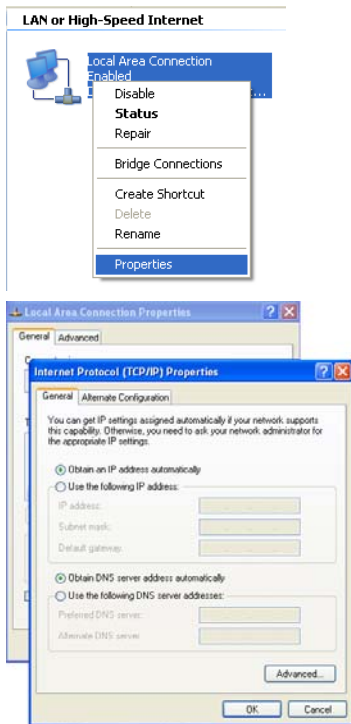 LAN or High-Speed Internet
Local Area Connection
Enabled
Disable
Status
Repair
Bridge Connections
Create Shortcut
Delete
Rename
Properties
Local Area Connection Properties
General Advanced
Internet Protocol (TCP/IP) Properties
General Alternate Configuration
You can get IP settings assigned automatically if your network supports
this capability. Otherwise, you need to ask your network administrator for
the appropriate IP settings.
Obtain an IP address automatically
Use the following IP address:
IP address:
Subnet mask:
Default gateway:
Obtain DNS server address automatically
Use the following DNS server addresses:
Preferred DNS server:
Alternate DNS server:
Advanced...
OK Cancel